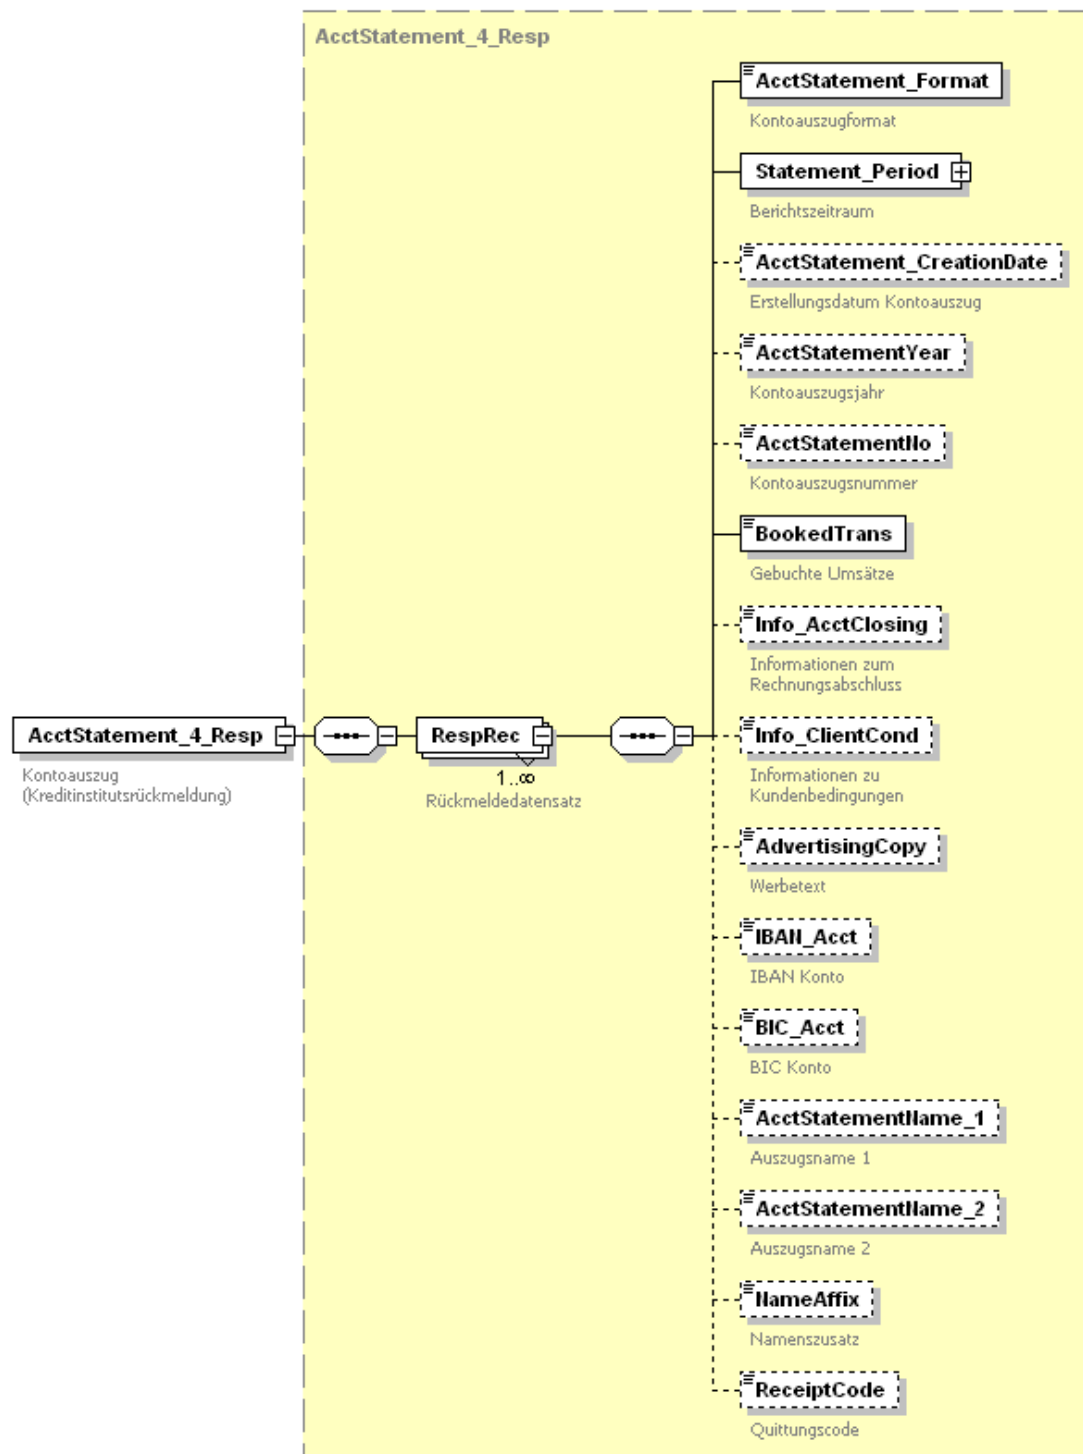 AcctStatement_4_Resp
AcctStatement_Format
Kontoauszugformat
Statement_Period
Berichtszeitraum
AcctStatement_CreationDate
Erstellungsdatum Kontoauszug
AcctStatementYear
Kontoauszugsjahr
AcctStatementNo
Kontoauszugsnummer
BookedTrans
Gebuchte Umsätze
Info_AcctClosing
Informationen zum
Rechnungsabschluss
AcctStatement_4_Resp
Kontoauszug
(Kreditinstitutsrückmeldung)
RespRec
1..∞
Rückmeldedatensatz
Info_ClientCond
Informationen zu
Kundenbedingungen
AdvertisingCopy
Werbetext
IBAN_Acct
IBAN Konto
BIC_Acct
BIC Konto
AcctStatementName_1
Auszugsname 1
AcctStatementName_2
Auszugsname 2
NameAffix
Namenszusatz
ReceiptCode
Quittungscode